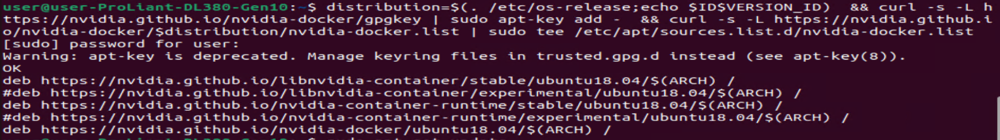 user@user-ProLiant-DL380-Gen10:~$ distribution=$(. /etc/os-release;echo $ID$VERSION_ID)  && curl -s -L h
ttps://nvidia.github.io/nvidia-docker/gpgkey | sudo apt-key add -  && curl -s -L https://nvidia.github.i
o/nvidia-docker/$distribution/nvidia-docker.list | sudo tee /etc/apt/sources.list.d/nvidia-docker.list
[sudo] password for user:
Warning: apt-key is deprecated. Manage keyring files in trusted.gpg.d instead (see apt-key(8)).
OK
deb https://nvidia.github.io/libnvidia-container/stable/ubuntu18.04/$(ARCH) /
#deb https://nvidia.github.io/libnvidia-container/experimental/ubuntu18.04/$(ARCH) /
deb https://nvidia.github.io/nvidia-container-runtime/stable/ubuntu18.04/$(ARCH) /
#deb https://nvidia.github.io/nvidia-container-runtime/experimental/ubuntu18.04/$(ARCH) /
deb https://nvidia.github.io/nvidia-docker/ubuntu18.04/$(ARCH) /